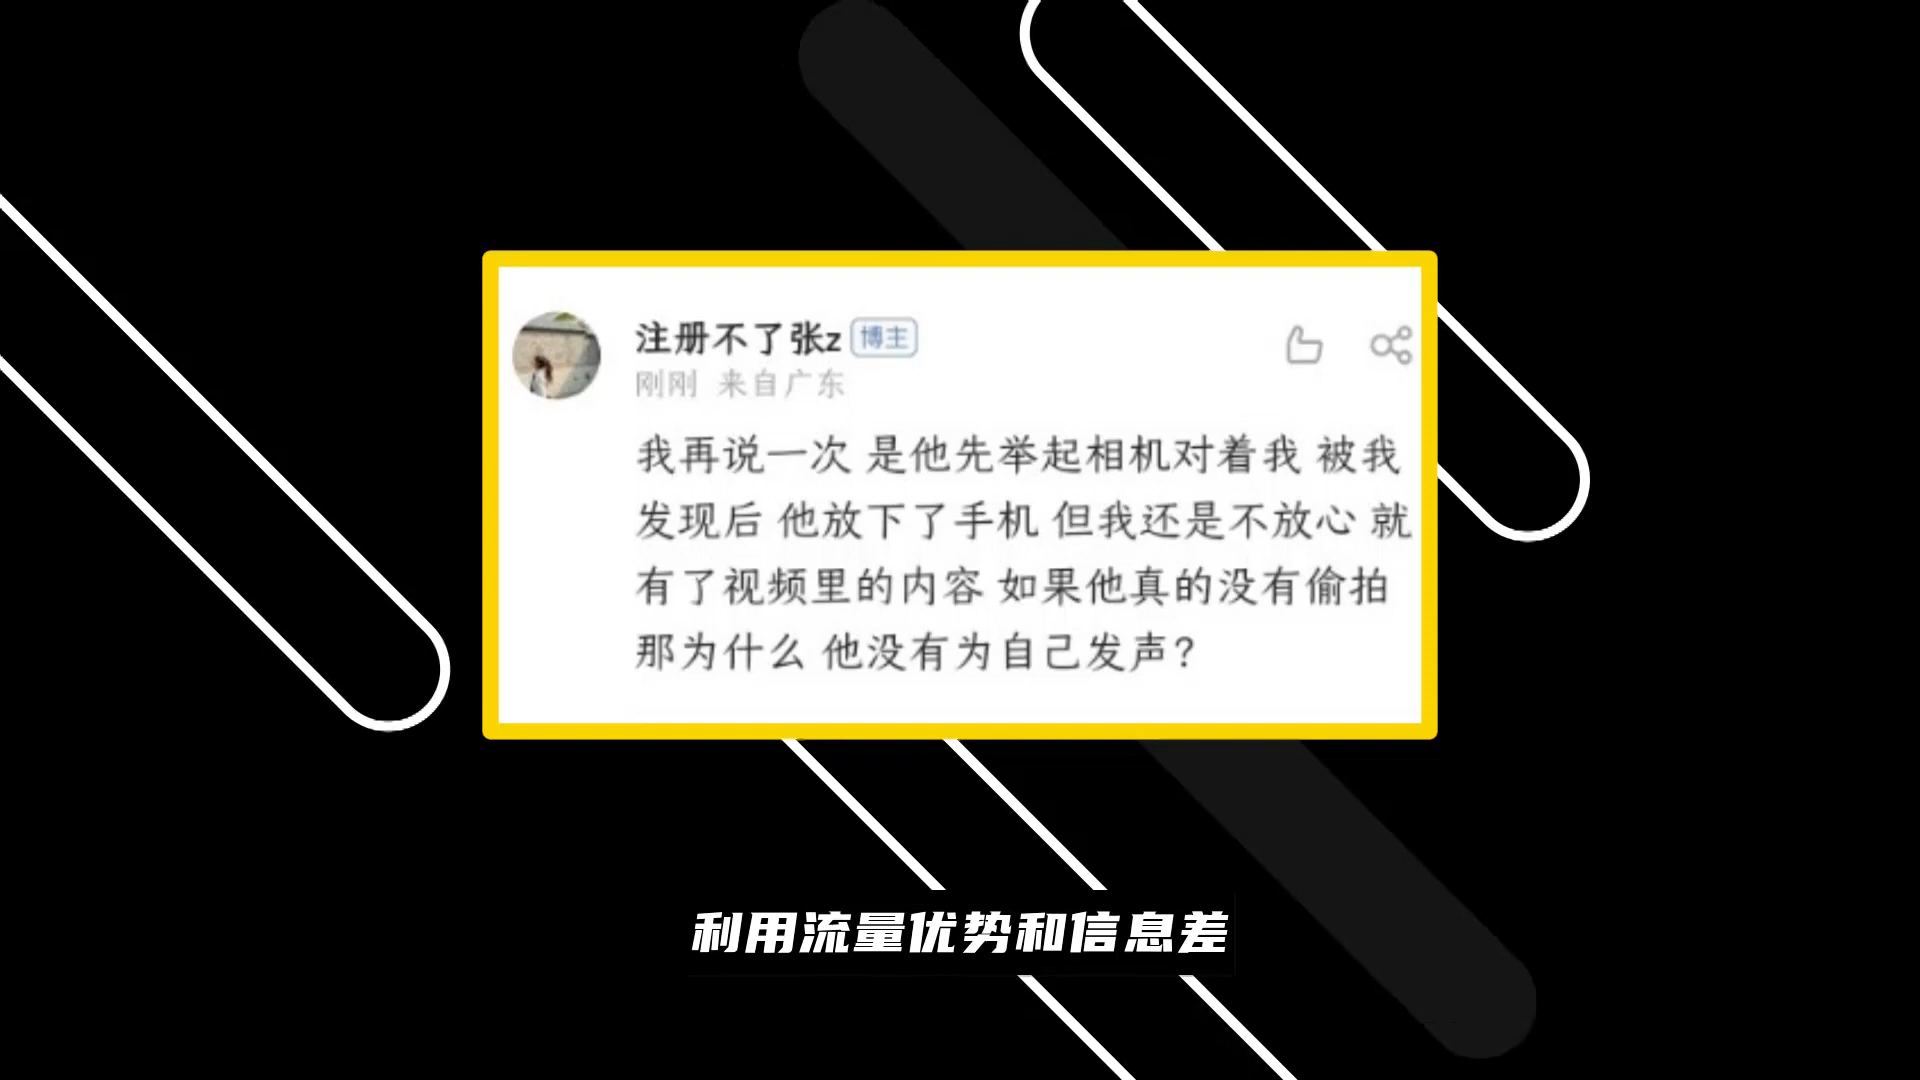 注册不了张z 博主
刚刚 来自广东
我再说一次 是他先举起相机对着我 被我
发现后 他放下了手机 但我还是不放心 就
有了视频里的内容 如果他真的没有偷拍
那为什么 他没有为自己发声?
利用流量优势和信息差